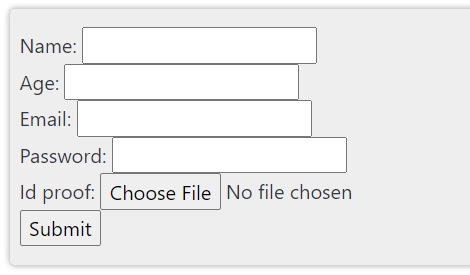 Name:
Age:
Email:
Password:
Id proof: Choose File No file chosen
Submit